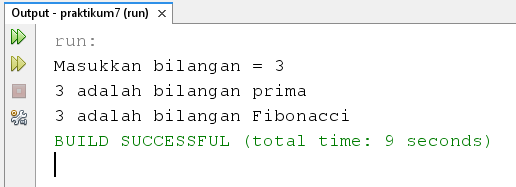 Output - praktikum7 (run) ×
run:
Masukkan bilangan = 3
3 adalah bilangan prima
3 adalah bilangan Fibonacci
BUILD SUCCESSFUL (total time: 9 seconds)